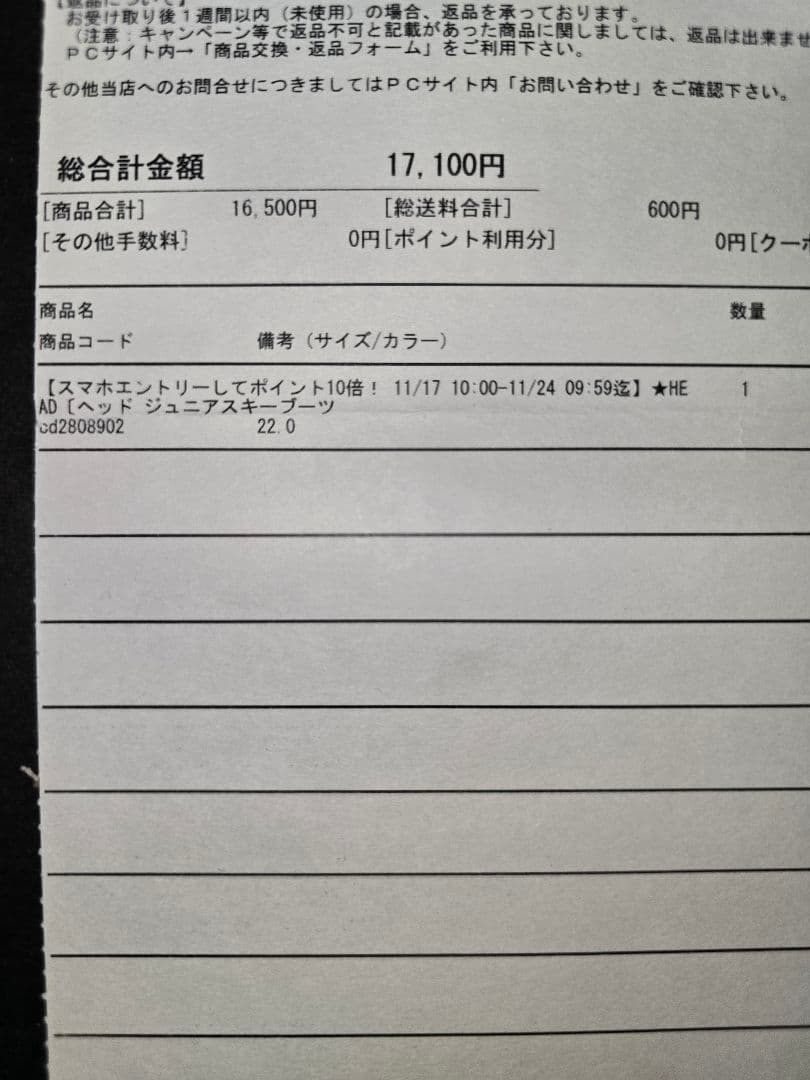 【返品について】
お受け取り後１週間以内（未使用）の場合、返品を承っております。
（注意：キャンペーン等で返品不可と記載があった商品に関しましては、返品は出来ませ
ＰＣサイト内→「商品交換・返品フォーム」をご利用下さい。
その他当店へのお問合せにつきましてはＰＣサイト内「お問い合わせ」をご確認下さい。
総合計金額 17,100円
[商品合計] 16,500円 [総送料合計] 600円
[その他手数料] 0円[ポイント利用分] 0円[クーポ
商品名 数量
商品コード 備考（サイズ/カラー）
【スマホエントリーしてポイント10倍！ 11/17 10:00-11/24 09:59迄】★HE 1
AD〔ヘッド ジュニアスキーブーツ
cd2808902 22.0